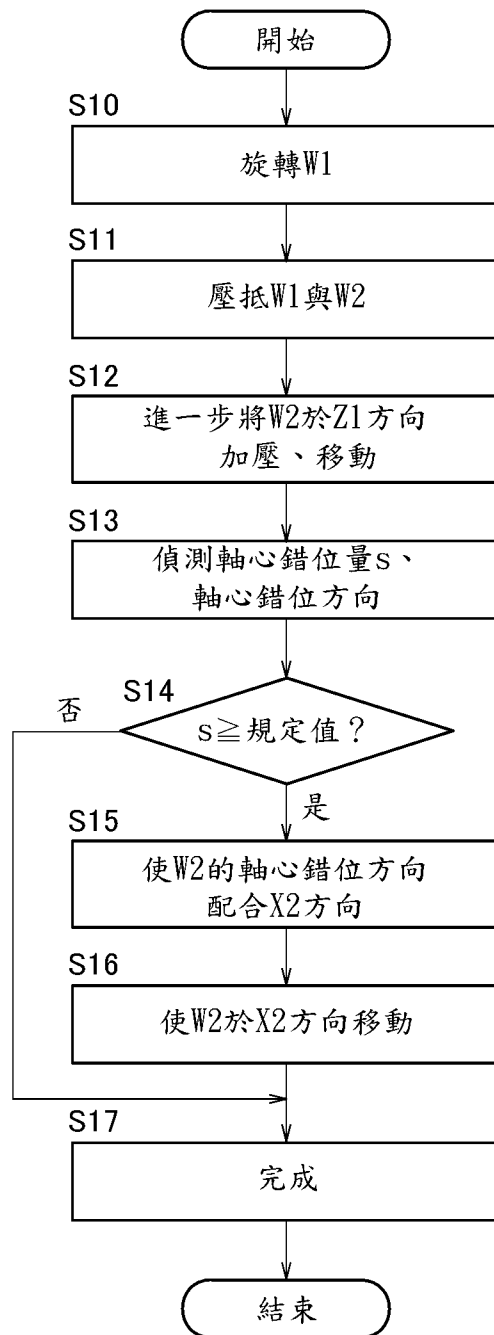 開始
S10
旋轉W1
S11
壓抵W1與W2
S12
進一步將W2於Z1方向
加壓、移動
S13
偵測軸心錯位量s、
軸心錯位方向
S14
否
s≧規定值？
是
S15
使W2的軸心錯位方向
配合X2方向
S16
使W2於X2方向移動
S17
完成
結束